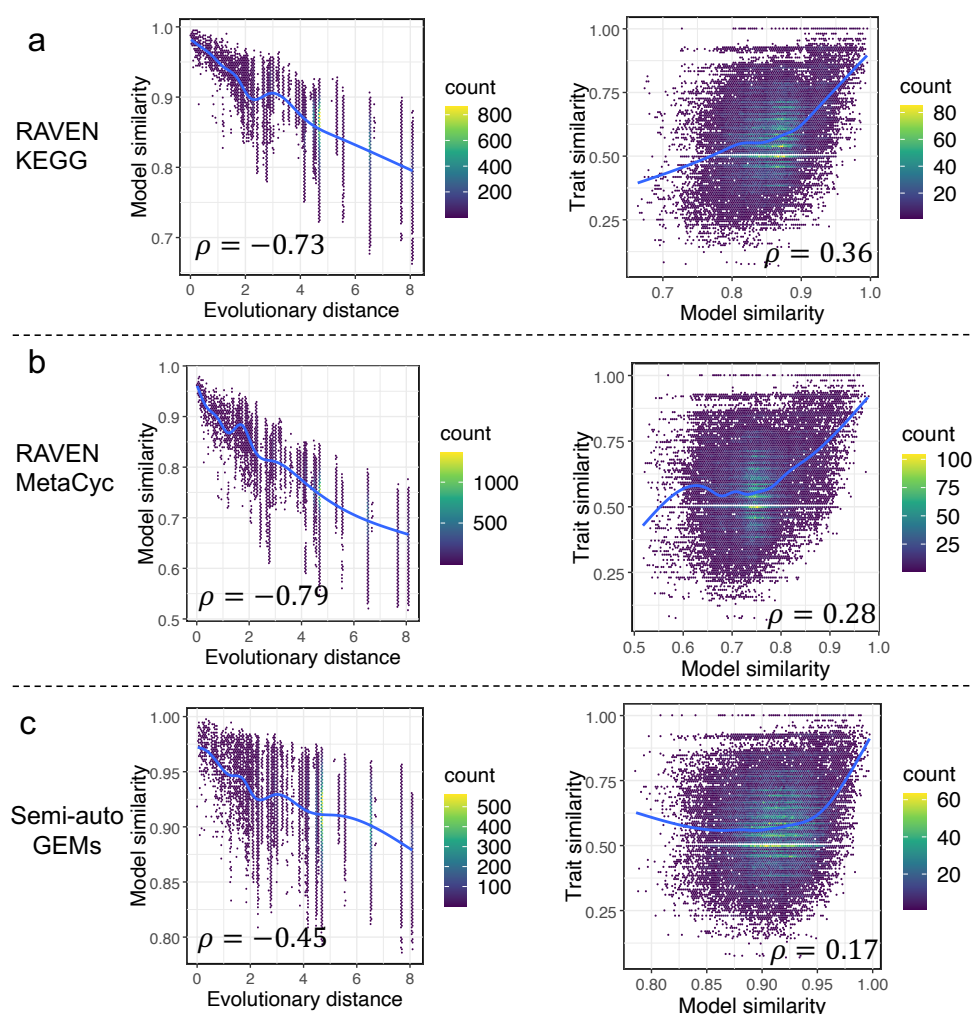 a
RAVEN
KEGG
Model similarity
1.0
0.9
0.8
0.7
ρ = −0.73
0 2 4 6 8
Evolutionary distance
count
800
600
400
200
Trait similarity
1.00
0.75
0.50
0.25
ρ = 0.36
0.7 0.8 0.9 1.0
Model similarity
count
80
60
40
20
b
RAVEN
MetaCyc
Model similarity
1.0
0.9
0.8
0.7
0.6
0.5
ρ = −0.79
0 2 4 6 8
Evolutionary distance
count
1000
500
Trait similarity
1.00
0.75
0.50
0.25
ρ = 0.28
0.5 0.6 0.7 0.8 0.9 1.0
Model similarity
count
100
75
50
25
c
Semi-auto
GEMs
Model similarity
1.00
0.95
0.90
0.85
0.80
ρ = −0.45
0 2 4 6 8
Evolutionary distance
count
500
400
300
200
100
Trait similarity
1.00
0.75
0.50
0.25
ρ = 0.17
0.80 0.85 0.90 0.95 1.00
Model similarity
count
60
40
20